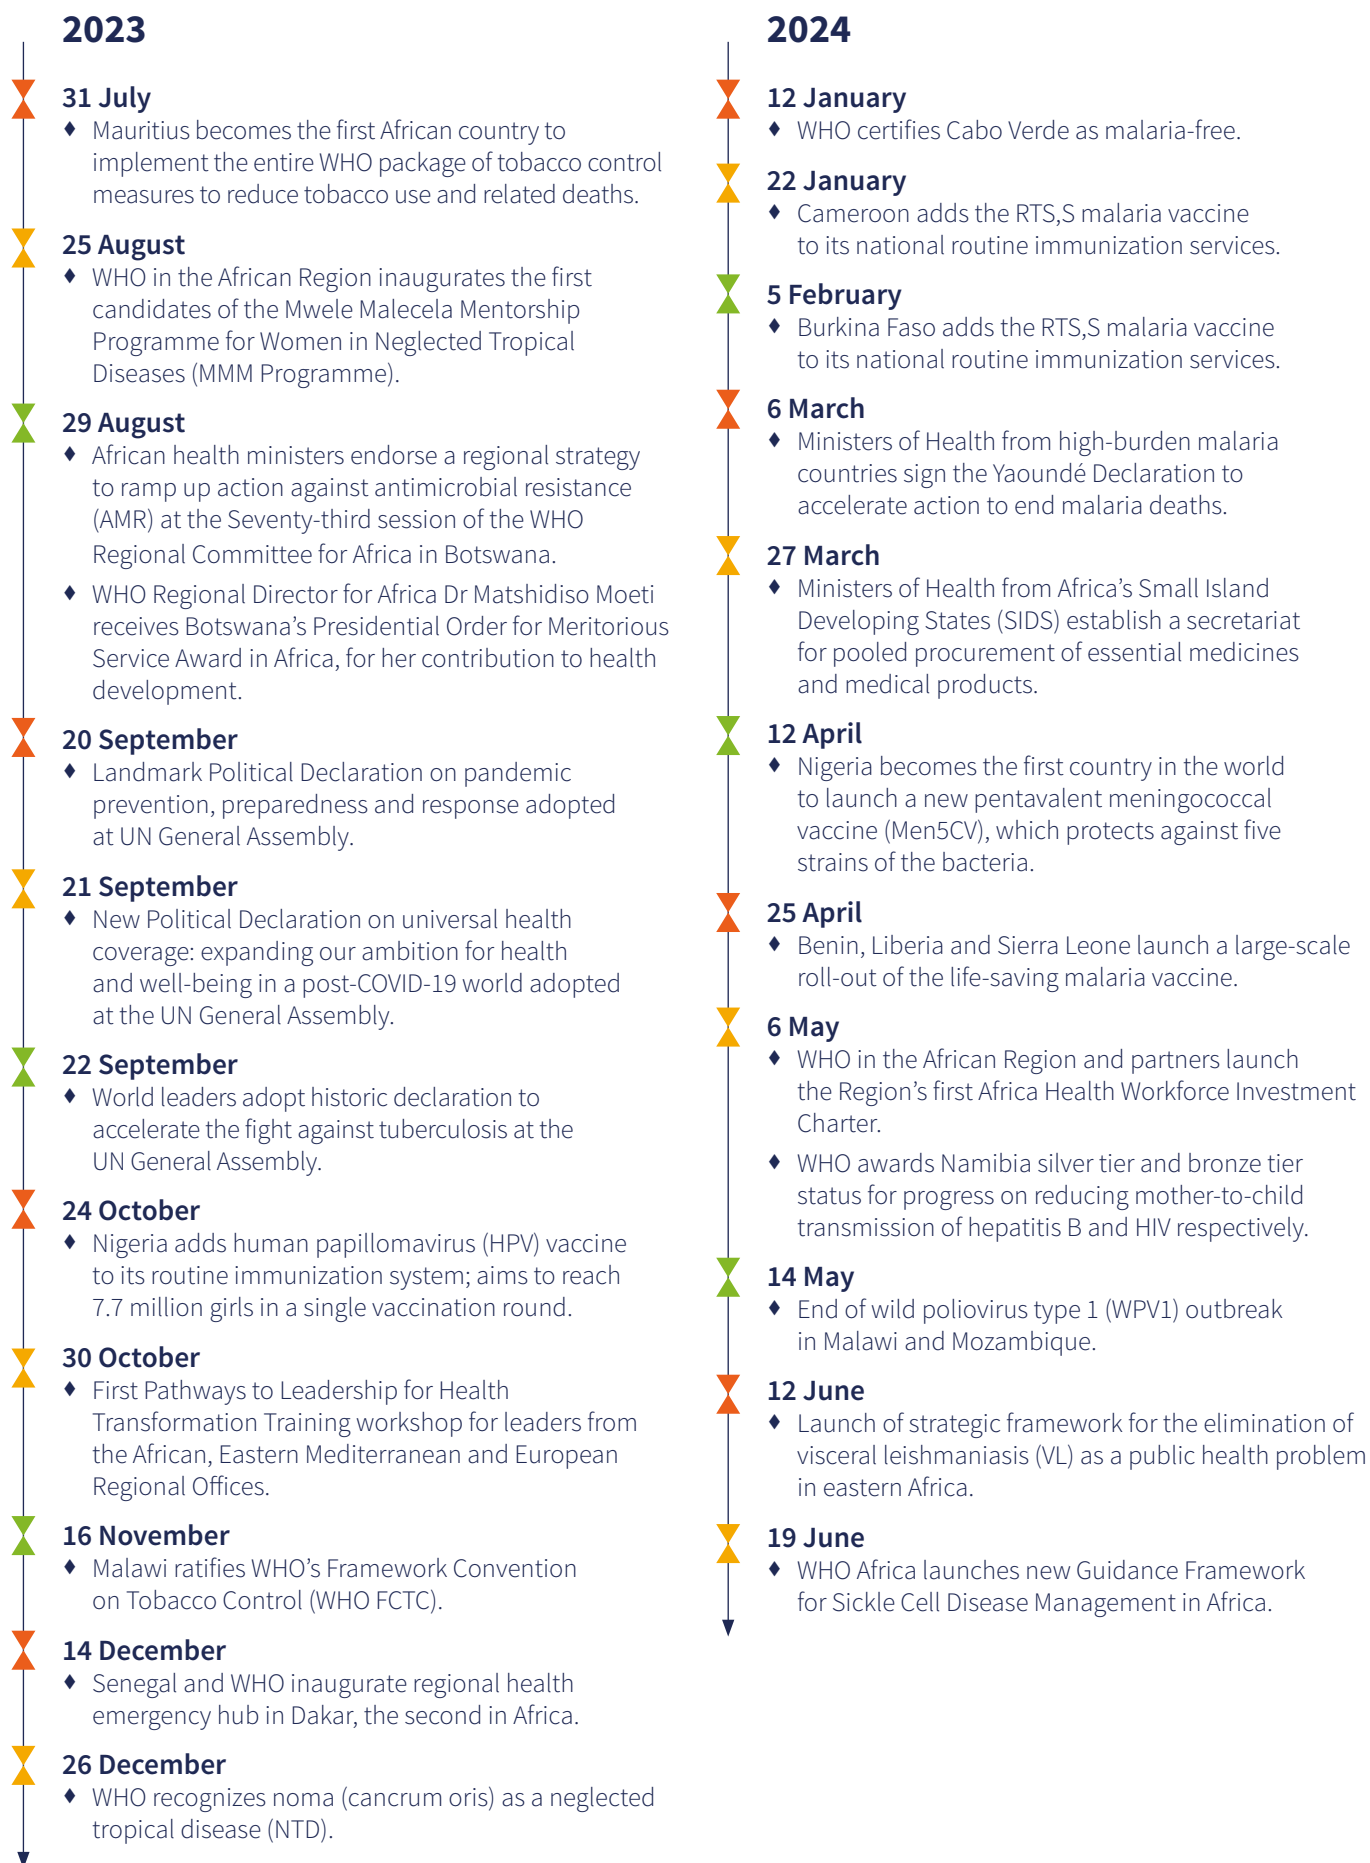 2023
31 July
♦ Mauritius becomes the first African country to
implement the entire WHO package of tobacco control
measures to reduce tobacco use and related deaths.
25 August
♦ WHO in the African Region inaugurates the first
candidates of the Mwele Malecela Mentorship
Programme for Women in Neglected Tropical
Diseases (MMM Programme).
29 August
♦ African health ministers endorse a regional strategy
to ramp up action against antimicrobial resistance
(AMR) at the Seventy-third session of the WHO
Regional Committee for Africa in Botswana.
♦ WHO Regional Director for Africa Dr Matshidiso Moeti
receives Botswana’s Presidential Order for Meritorious
Service Award in Africa, for her contribution to health
development.
20 September
♦ Landmark Political Declaration on pandemic
prevention, preparedness and response adopted
at UN General Assembly.
21 September
♦ New Political Declaration on universal health
coverage: expanding our ambition for health
and well-being in a post-COVID-19 world adopted
at the UN General Assembly.
22 September
♦ World leaders adopt historic declaration to
accelerate the fight against tuberculosis at the
UN General Assembly.
24 October
♦ Nigeria adds human papillomavirus (HPV) vaccine
to its routine immunization system; aims to reach
7.7 million girls in a single vaccination round.
30 October
♦ First Pathways to Leadership for Health
Transformation Training workshop for leaders from
the African, Eastern Mediterranean and European
Regional Offices.
16 November
♦ Malawi ratifies WHO’s Framework Convention
on Tobacco Control (WHO FCTC).
14 December
♦ Senegal and WHO inaugurate regional health
emergency hub in Dakar, the second in Africa.
26 December
♦ WHO recognizes noma (cancrum oris) as a neglected
tropical disease (NTD).
2024
12 January
♦ WHO certifies Cabo Verde as malaria-free.
22 January
♦ Cameroon adds the RTS,S malaria vaccine
to its national routine immunization services.
5 February
♦ Burkina Faso adds the RTS,S malaria vaccine
to its national routine immunization services.
6 March
♦ Ministers of Health from high-burden malaria
countries sign the Yaoundé Declaration to
accelerate action to end malaria deaths.
27 March
♦ Ministers of Health from Africa’s Small Island
Developing States (SIDS) establish a secretariat
for pooled procurement of essential medicines
and medical products.
12 April
♦ Nigeria becomes the first country in the world
to launch a new pentavalent meningococcal
vaccine (Men5CV), which protects against five
strains of the bacteria.
25 April
♦ Benin, Liberia and Sierra Leone launch a large-scale
roll-out of the life-saving malaria vaccine.
6 May
♦ WHO in the African Region and partners launch
the Region’s first Africa Health Workforce Investment
Charter.
♦ WHO awards Namibia silver tier and bronze tier
status for progress on reducing mother-to-child
transmission of hepatitis B and HIV respectively.
14 May
♦ End of wild poliovirus type 1 (WPV1) outbreak
in Malawi and Mozambique.
12 June
♦ Launch of strategic framework for the elimination of
visceral leishmaniasis (VL) as a public health problem
in eastern Africa.
19 June
♦ WHO Africa launches new Guidance Framework
for Sickle Cell Disease Management in Africa.